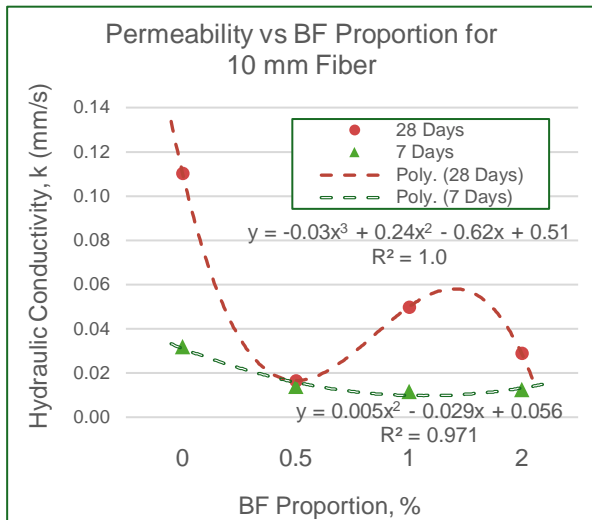 Permeability vs BF Proportion for
10 mm Fiber
Hydraulic Conductivity, k (mm/s)
0.14
0.12
0.10
0.08
0.06
0.04
0.02
0.00
28 Days
7 Days
Poly. (28 Days)
Poly. (7 Days)
y = -0.03x³ + 0.24x² - 0.62x + 0.51
R² = 1.0
y = 0.005x² - 0.029x + 0.056
R² = 0.971
0 0.5 1 2
BF Proportion, %